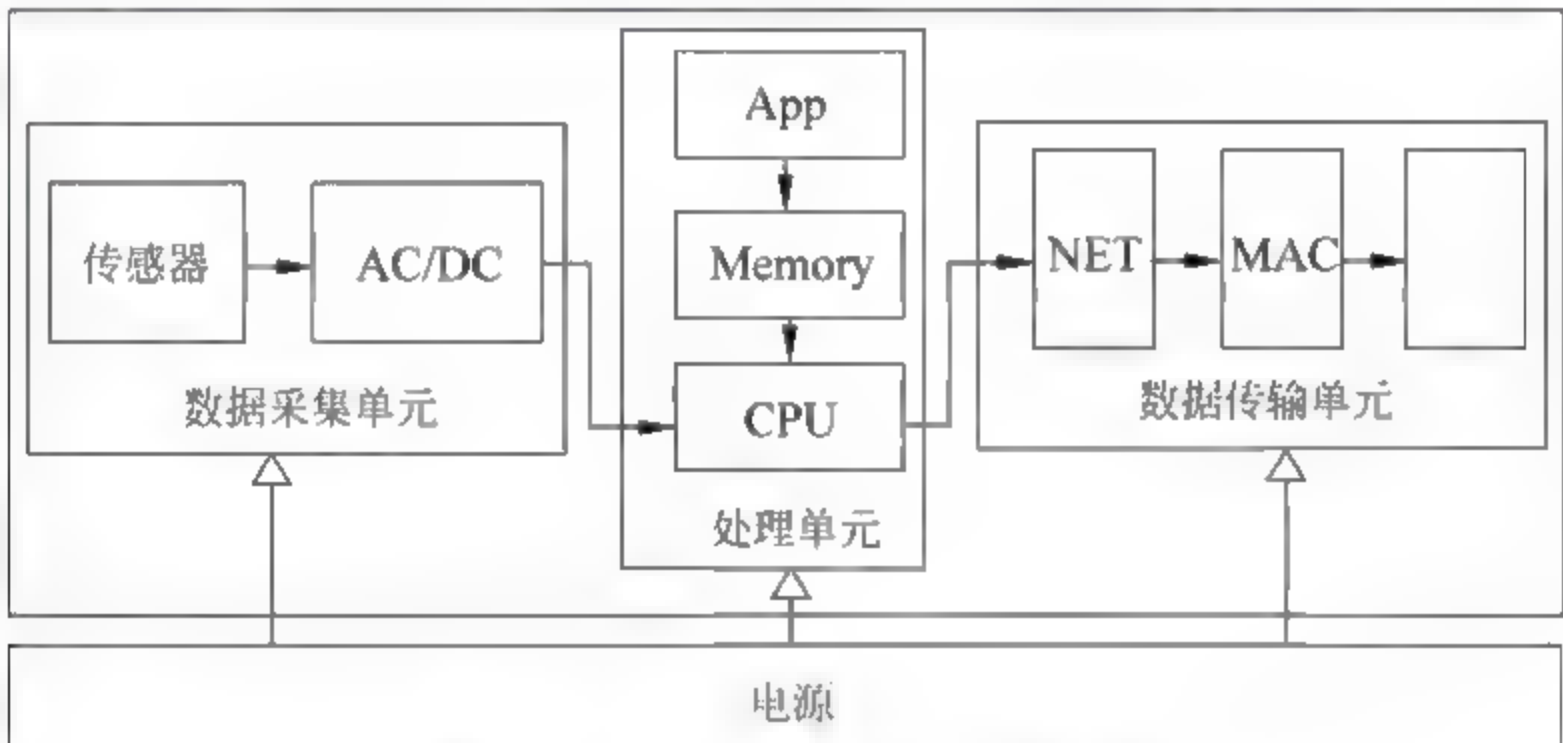 传感器
AC/DC
数据采集单元
App
Memory
CPU
处理单元
NET
MAC
数据传输单元
电源